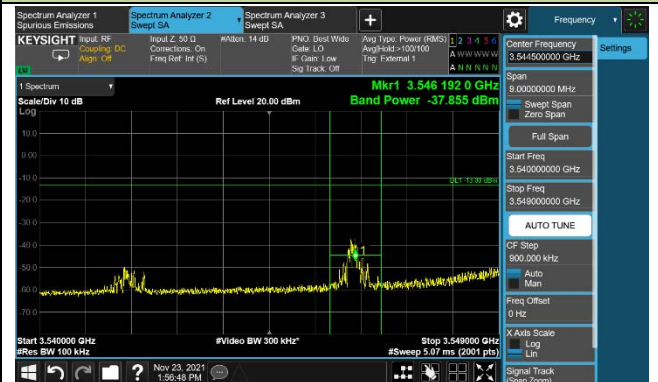 Spectrum Analyzer 1
Spurious Emissions
Spectrum Analyzer 2
Swept SA
Spectrum Analyzer 3
Swept SA
Frequency
KEYSIGHT
Input: RF
Coupling: DC
Align: Off
Input Z: 50 Ω
Corrections: On
Freq Ref: Int (S)
#Atten: 14 dB
PNO: Best Wide
Gate: LO
IF Gain: Low
Sig Track: Off
Avg Type: Power (RMS)
Avg|Hold:>100/100
Trig: External 1
1 2 3 4 5 6
A W W W W W
A N N N N N
LXI
1 Spectrum
Scale/Div 10 dB
Log
Ref Level 20.00 dBm
Mkr1 3.546 192 0 GHz
Band Power -37.855 dBm
10.0
0.00
-10.0
-20.0
-30.0
-40.0
-50.0
-60.0
-70.0
DL1 -13.00 dBm
1
Start 3.540000 GHz
#Res BW 100 kHz
#Video BW 300 kHz*
Stop 3.549000 GHz
#Sweep 5.07 ms (2001 pts)
Center Frequency
3.544500000 GHz
Settings
Span
9.00000000 MHz
Swept Span
Zero Span
Full Span
Start Freq
3.540000000 GHz
Stop Freq
3.549000000 GHz
AUTO TUNE
CF Step
900.000 kHz
Auto
Man
Freq Offset
0 Hz
X Axis Scale
Log
Lin
Signal Track
(Span Zoom)
Nov 23, 2021
1:56:48 PM